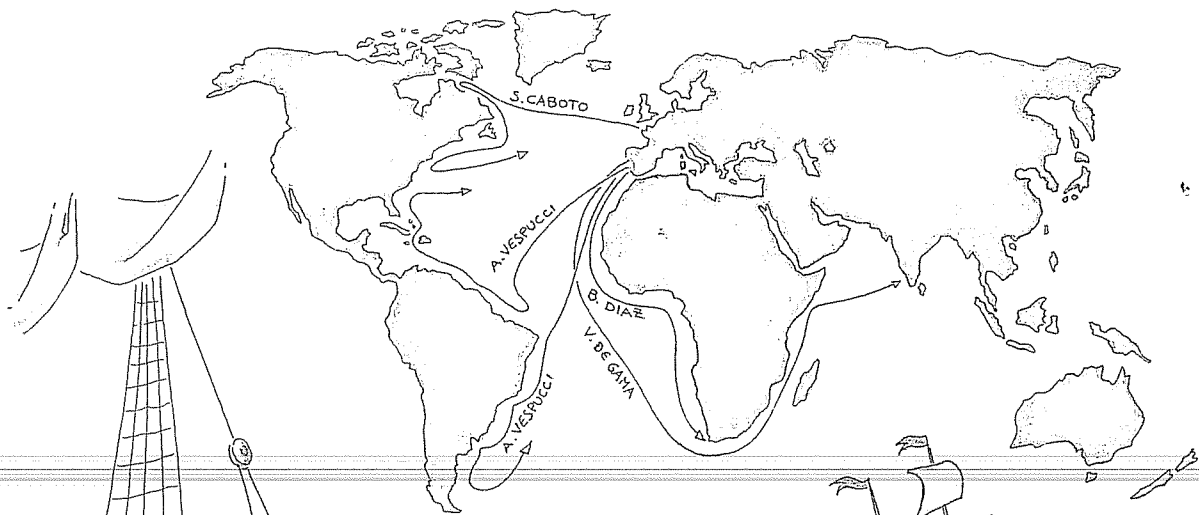 S. CABOTO
A. VESPUCCI
B. DIAZ
V. DE GAMA
A. VESPUCCI